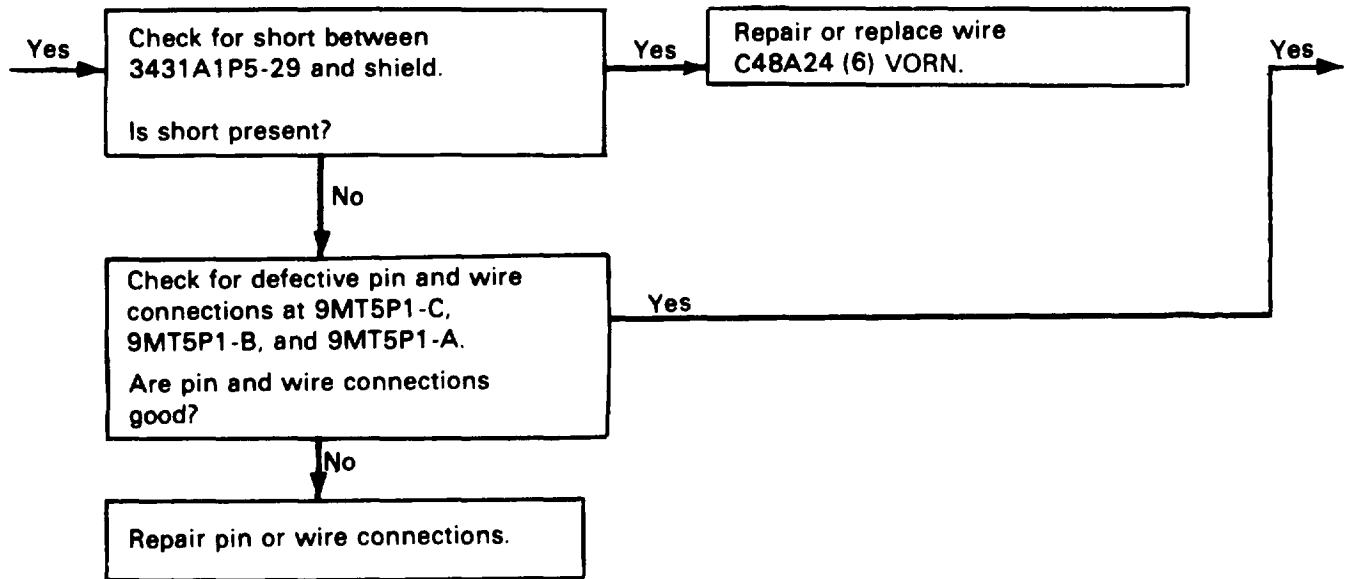 Yes
Check for short between
3431A1P5-29 and shield.
Is short present?
Yes
Repair or replace wire
C48A24 (6) VORN.
Yes
No
Check for defective pin and wire
connections at 9MT5P1-C,
9MT5P1-B, and 9MT5P1-A.
Are pin and wire connections
good?
Yes
No
Repair pin or wire connections.